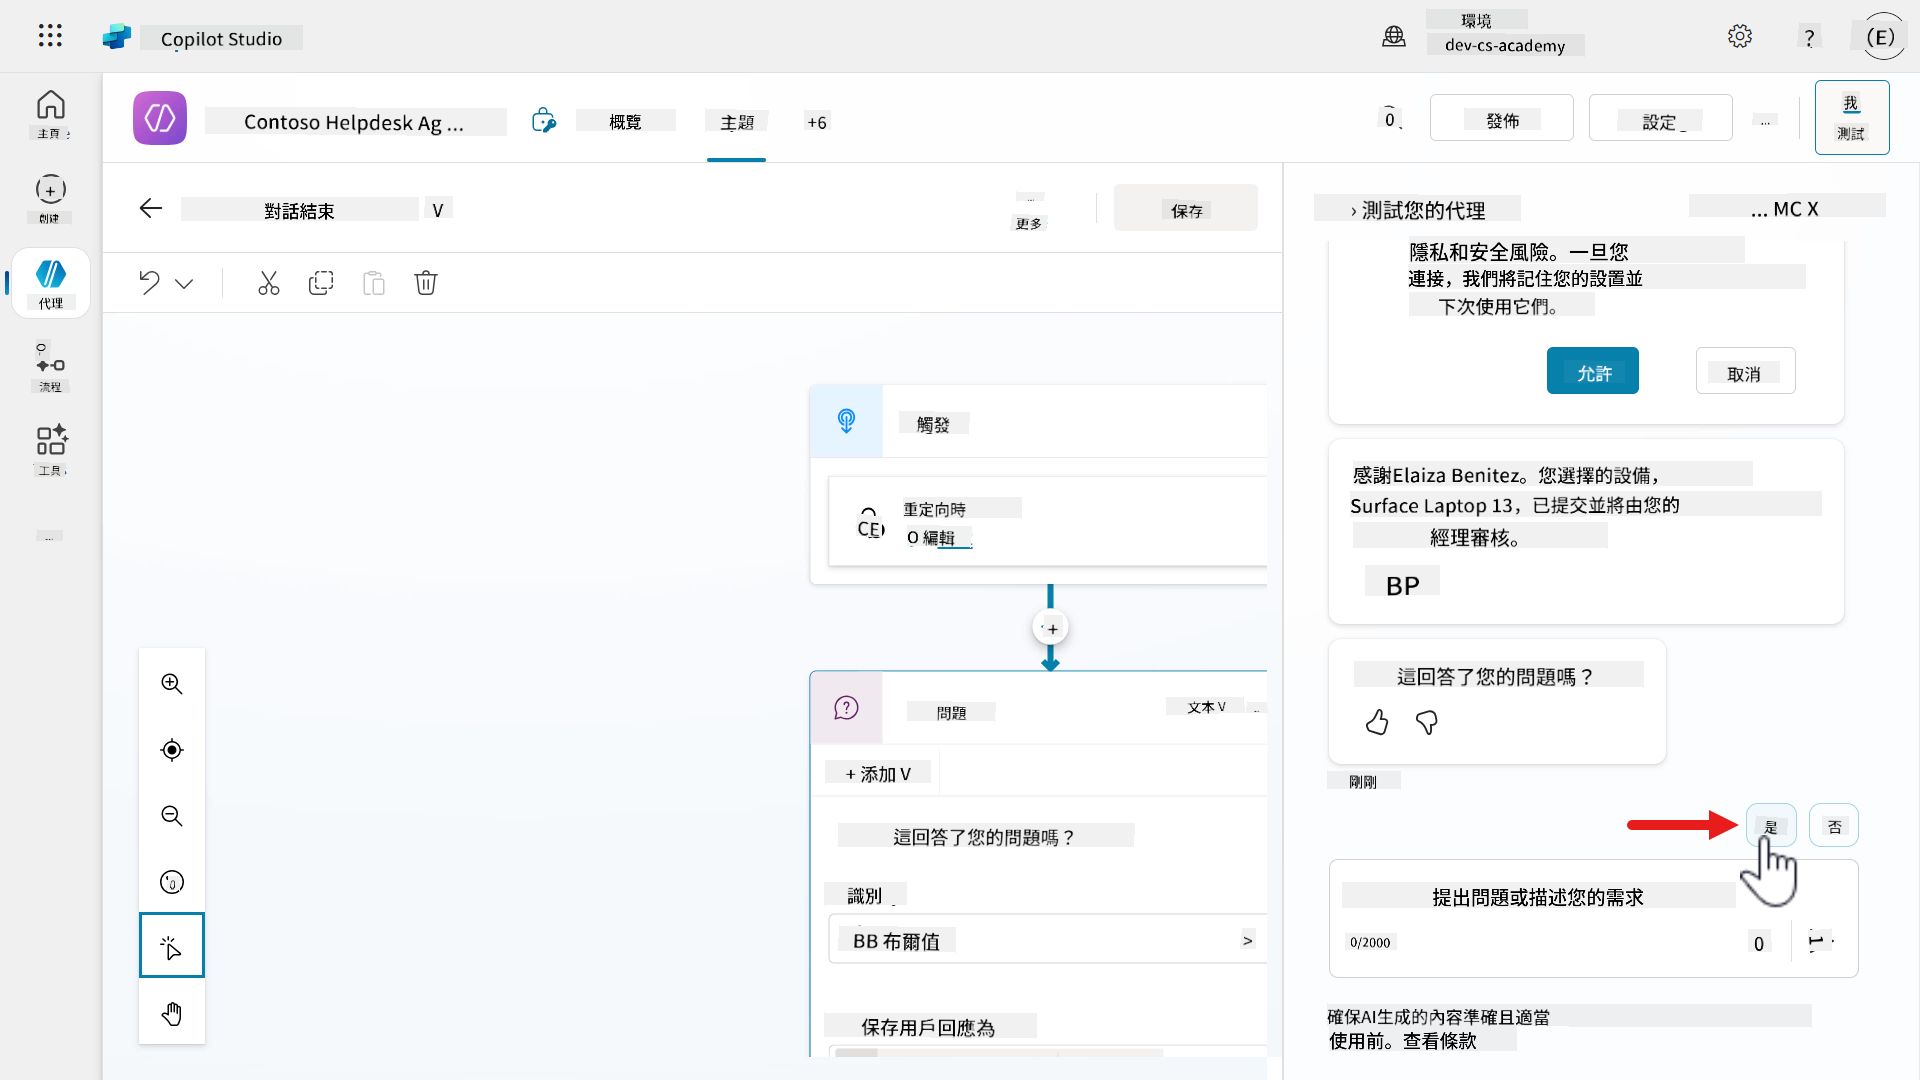 Copilot Studio
環境
dev-cs-academy
?
(E)
主頁
創建
代理
流程
工具
...
Contoso Helpdesk Ag ...
概覽
主題
+6
0
發佈
設定
...
我
測試
對話結束
V
...
更多
保存
觸發
重定向時
CE
O 編輯
+
問題
文本 V
+ 添加 V
這回答了您的問題嗎？
識別
BB 布爾值
>
保存用戶回應為
› 測試您的代理
... MC X
隱私和安全風險。一旦您
連接，我們將記住您的設置並
下次使用它們。
允許
取消
感謝Elaiza Benitez。您選擇的設備，
Surface Laptop 13，已提交並將由您的
經理審核。
BP
這回答了您的問題嗎？
剛剛
是
否
提出問題或描述您的需求
0/2000
0
確保AI生成的內容準確且適當
使用前。查看條款